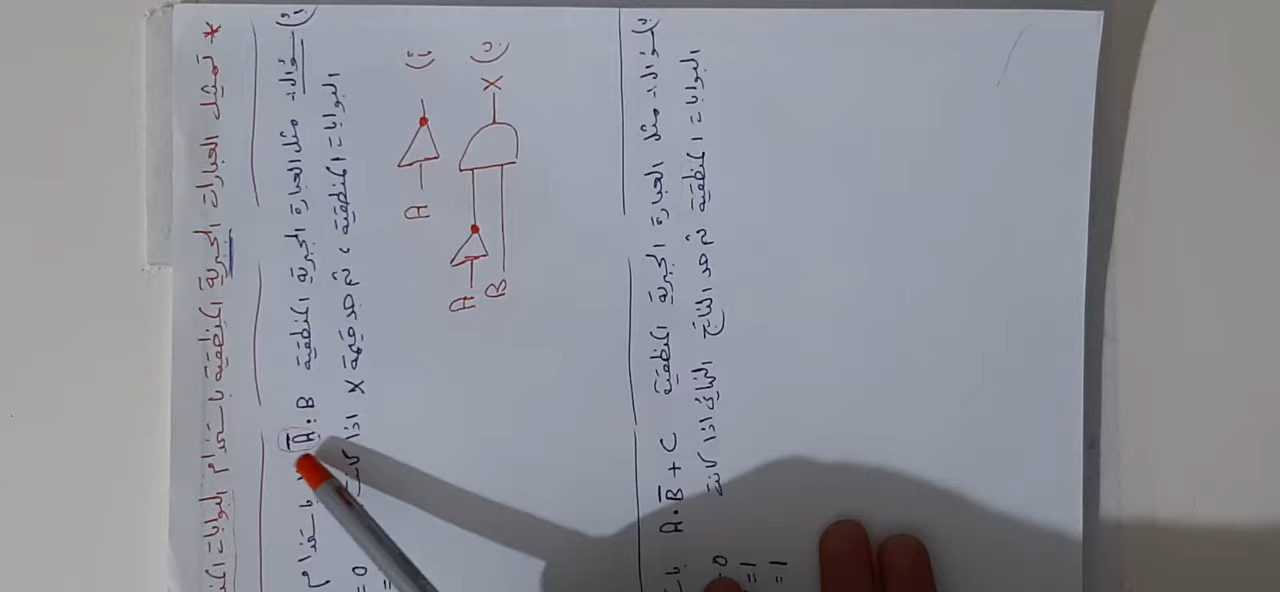 * تمثيل العبارات الجبرية المنطقية باستخدام البوابات
أ) سؤال: مثل العبارة الجبرية المنطقية A̅ . B باستخدام
البوابات المنطقية، ثم جد قيمة X اذا كانت =0
=
A أ)
A B X ب)
ب) سؤال: مثل العبارة الجبرية المنطقية A . B̅ + C
البوابات المنطقية ثم جد الناتج النهائي اذا كانت 0
=1
=1